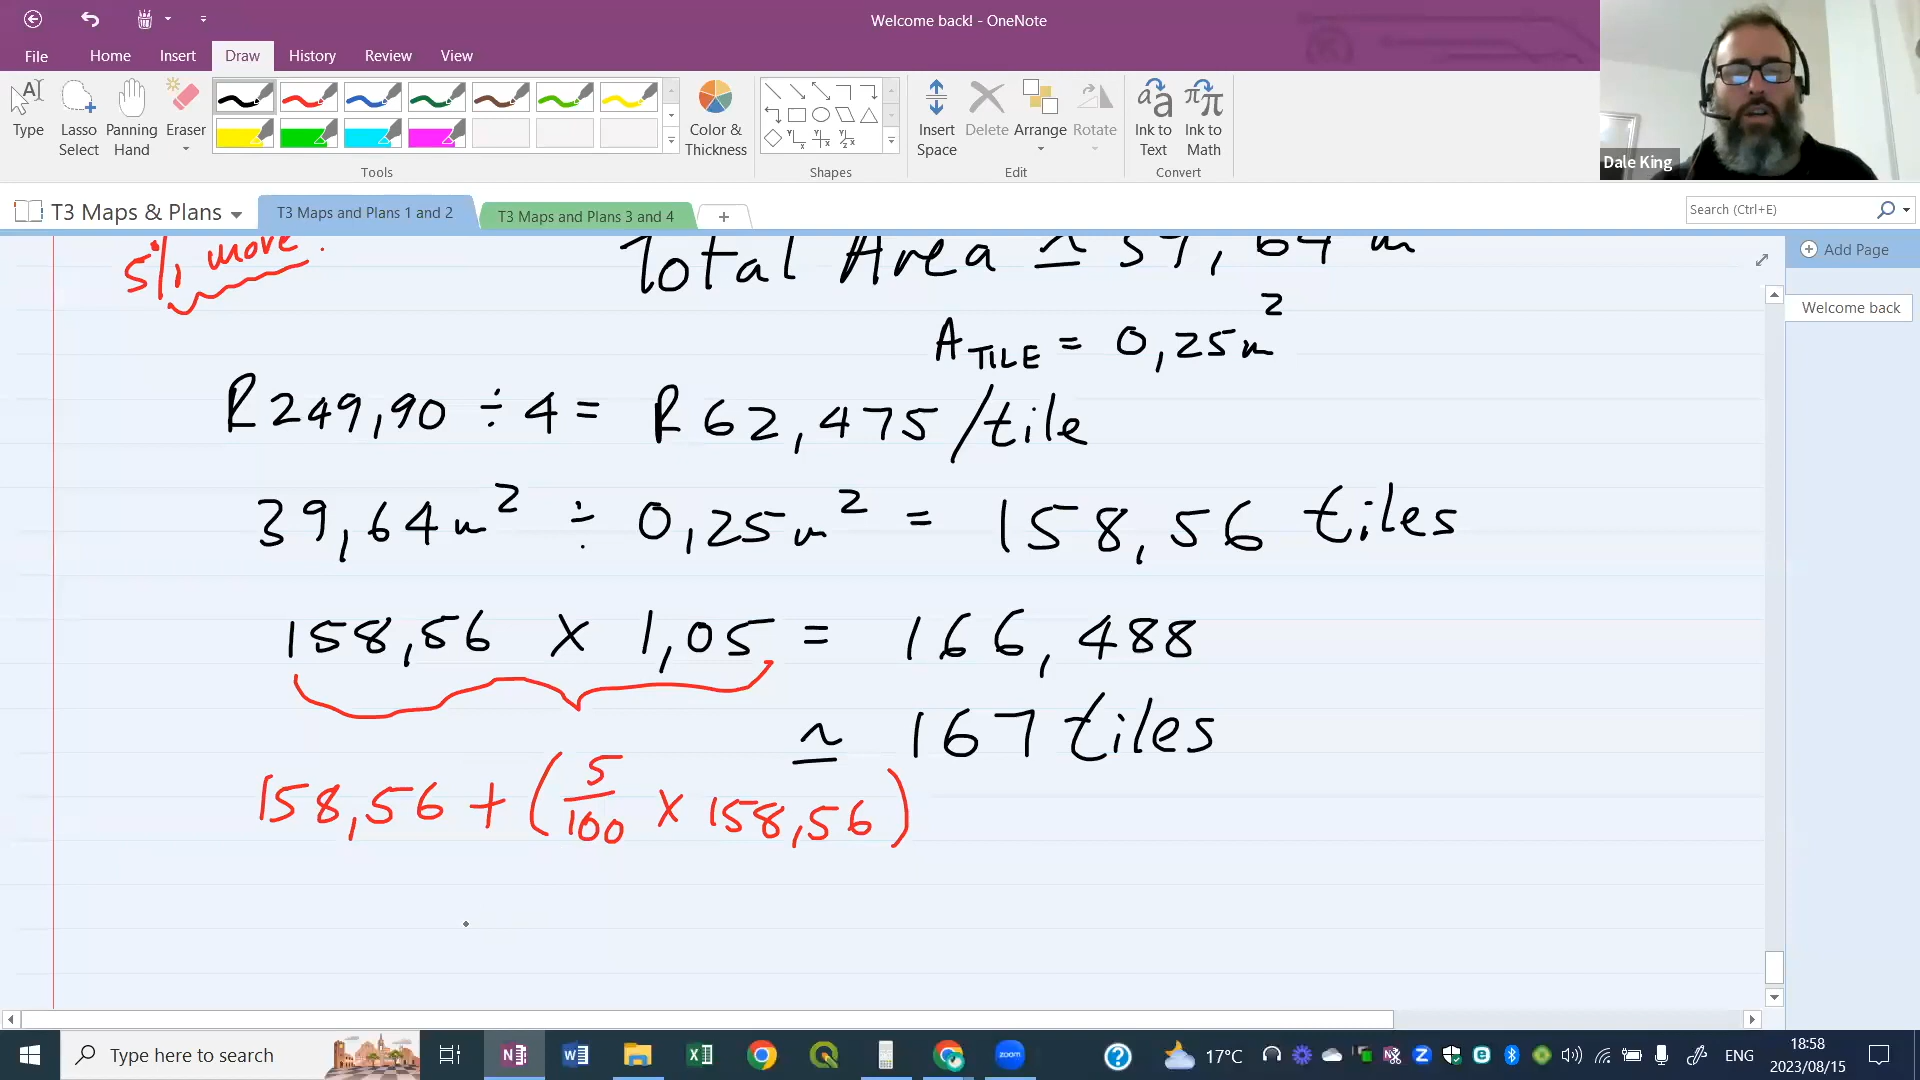 Welcome back! - OneNote
File Home Insert Draw History Review View
Type
Lasso Select
Panning Hand
Eraser
Color & Thickness
Insert Space
Delete
Arrange
Rotate
Ink to Text
Ink to Math
Tools
Shapes
Edit
Convert
Dale King
T3 Maps & Plans
T3 Maps and Plans 1 and 2
T3 Maps and Plans 3 and 4
Search (Ctrl+E)
Add Page
Welcome back
5% more.
Total Area ≃ 39,64 m
A TILE = 0,25m²
R249,90 ÷ 4 = R62,475/tile
39,64m² ÷ 0,25m² = 158,56 tiles
158,56 × 1,05 = 166,488
≃ 167 tiles
158,56 + (5/100 × 158,56)
Type here to search
17°C
ENG
18:58
2023/08/15